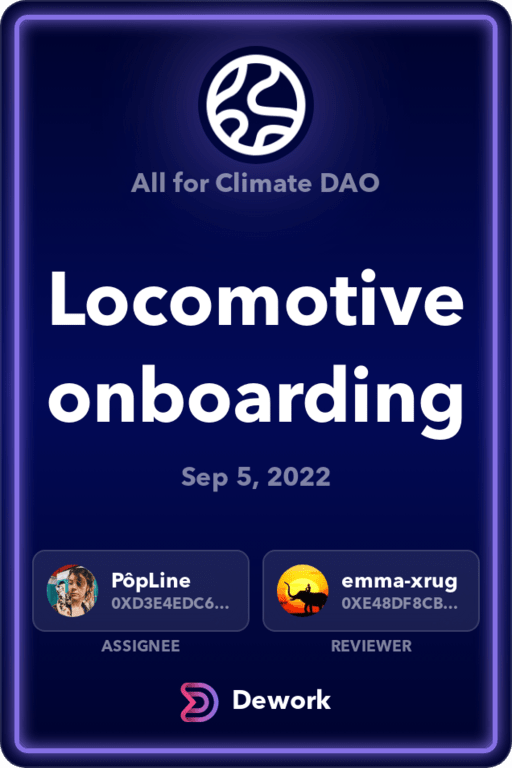 All for Climate DAO
Locomotive
onboarding
Sep 5, 2022
PôpLine
0XD3E4EDC6...
ASSIGNEE
emma-xrug
0XE48DF8CB...
REVIEWER
Dework